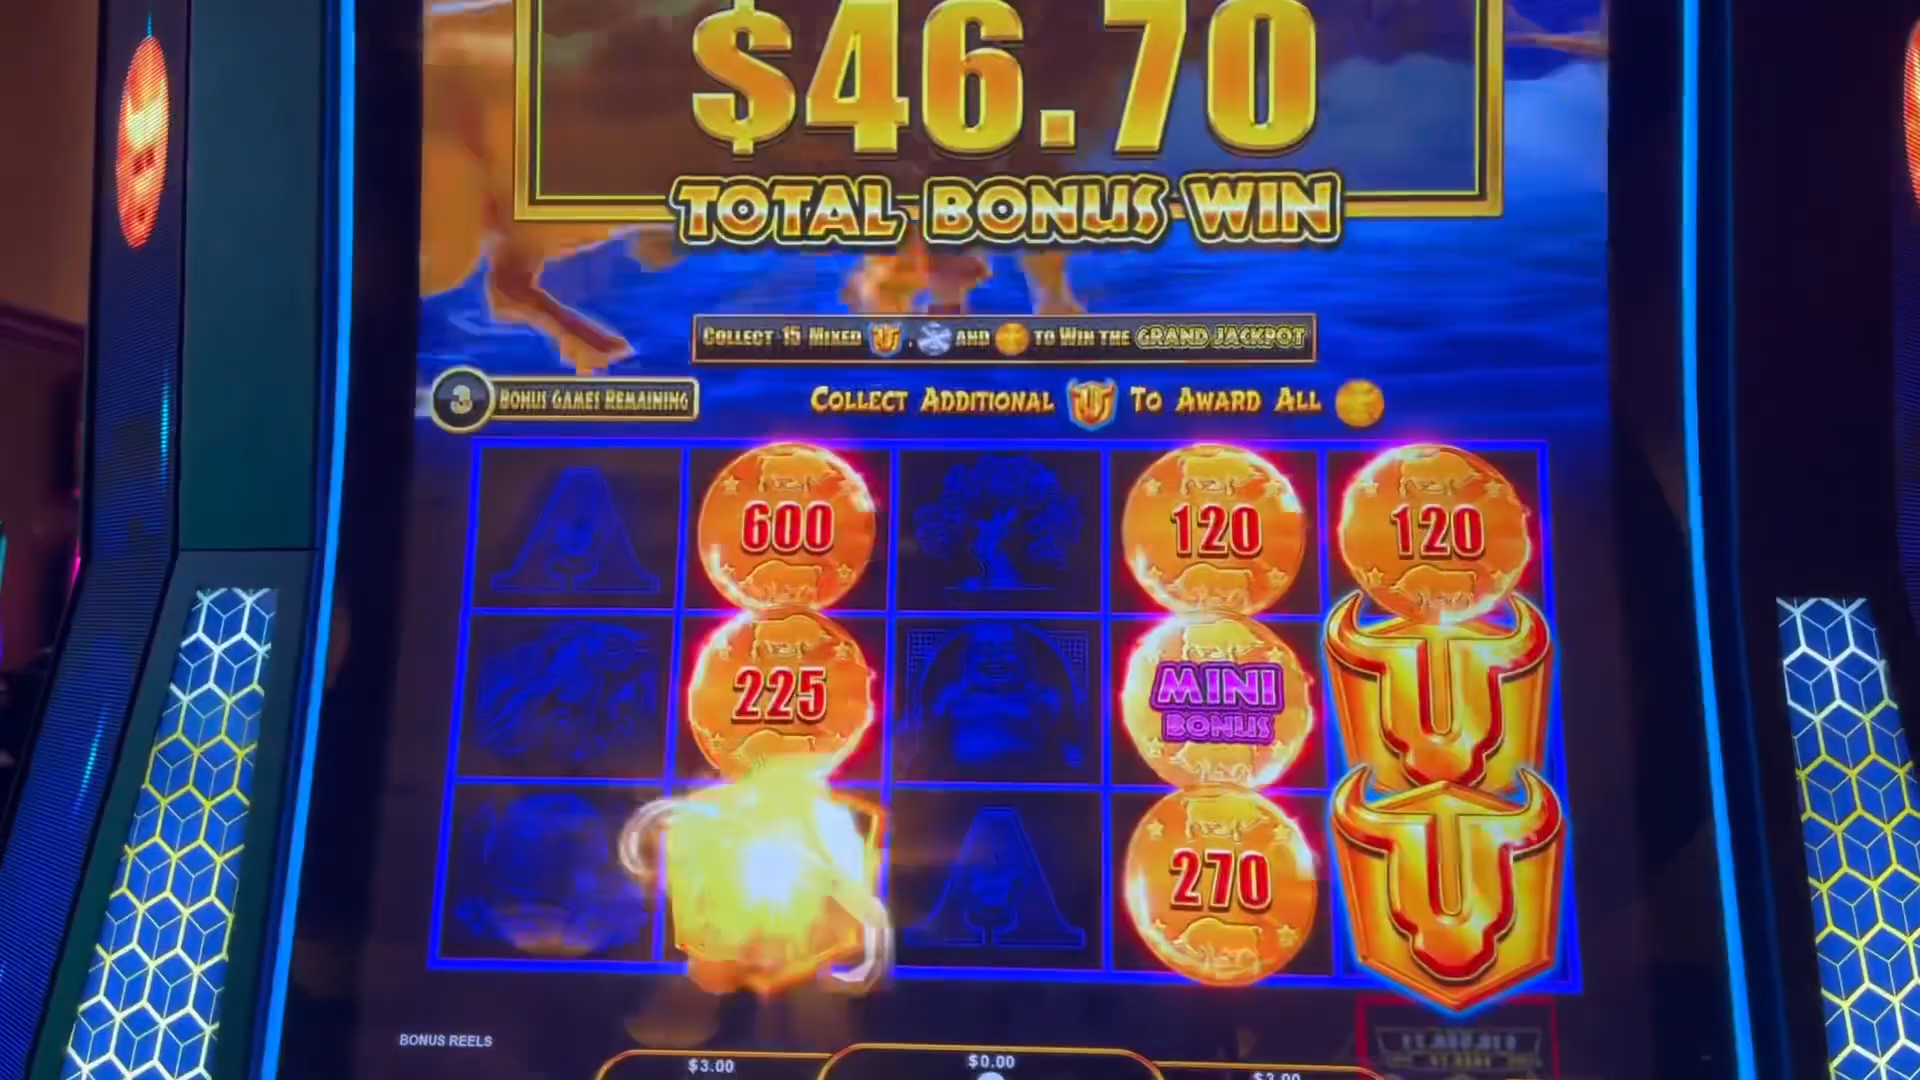 $46.70
TOTAL BONUS WIN
COLLECT 15 MIXED , AND TO WIN THE GRAND JACKPOT
3 BONUS GAMES REMAINING
COLLECT ADDITIONAL TO AWARD ALL
A
600
120
120
225
MINI
BONUS
A
270
BONUS REELS
$3.00
$0.00
$3.00